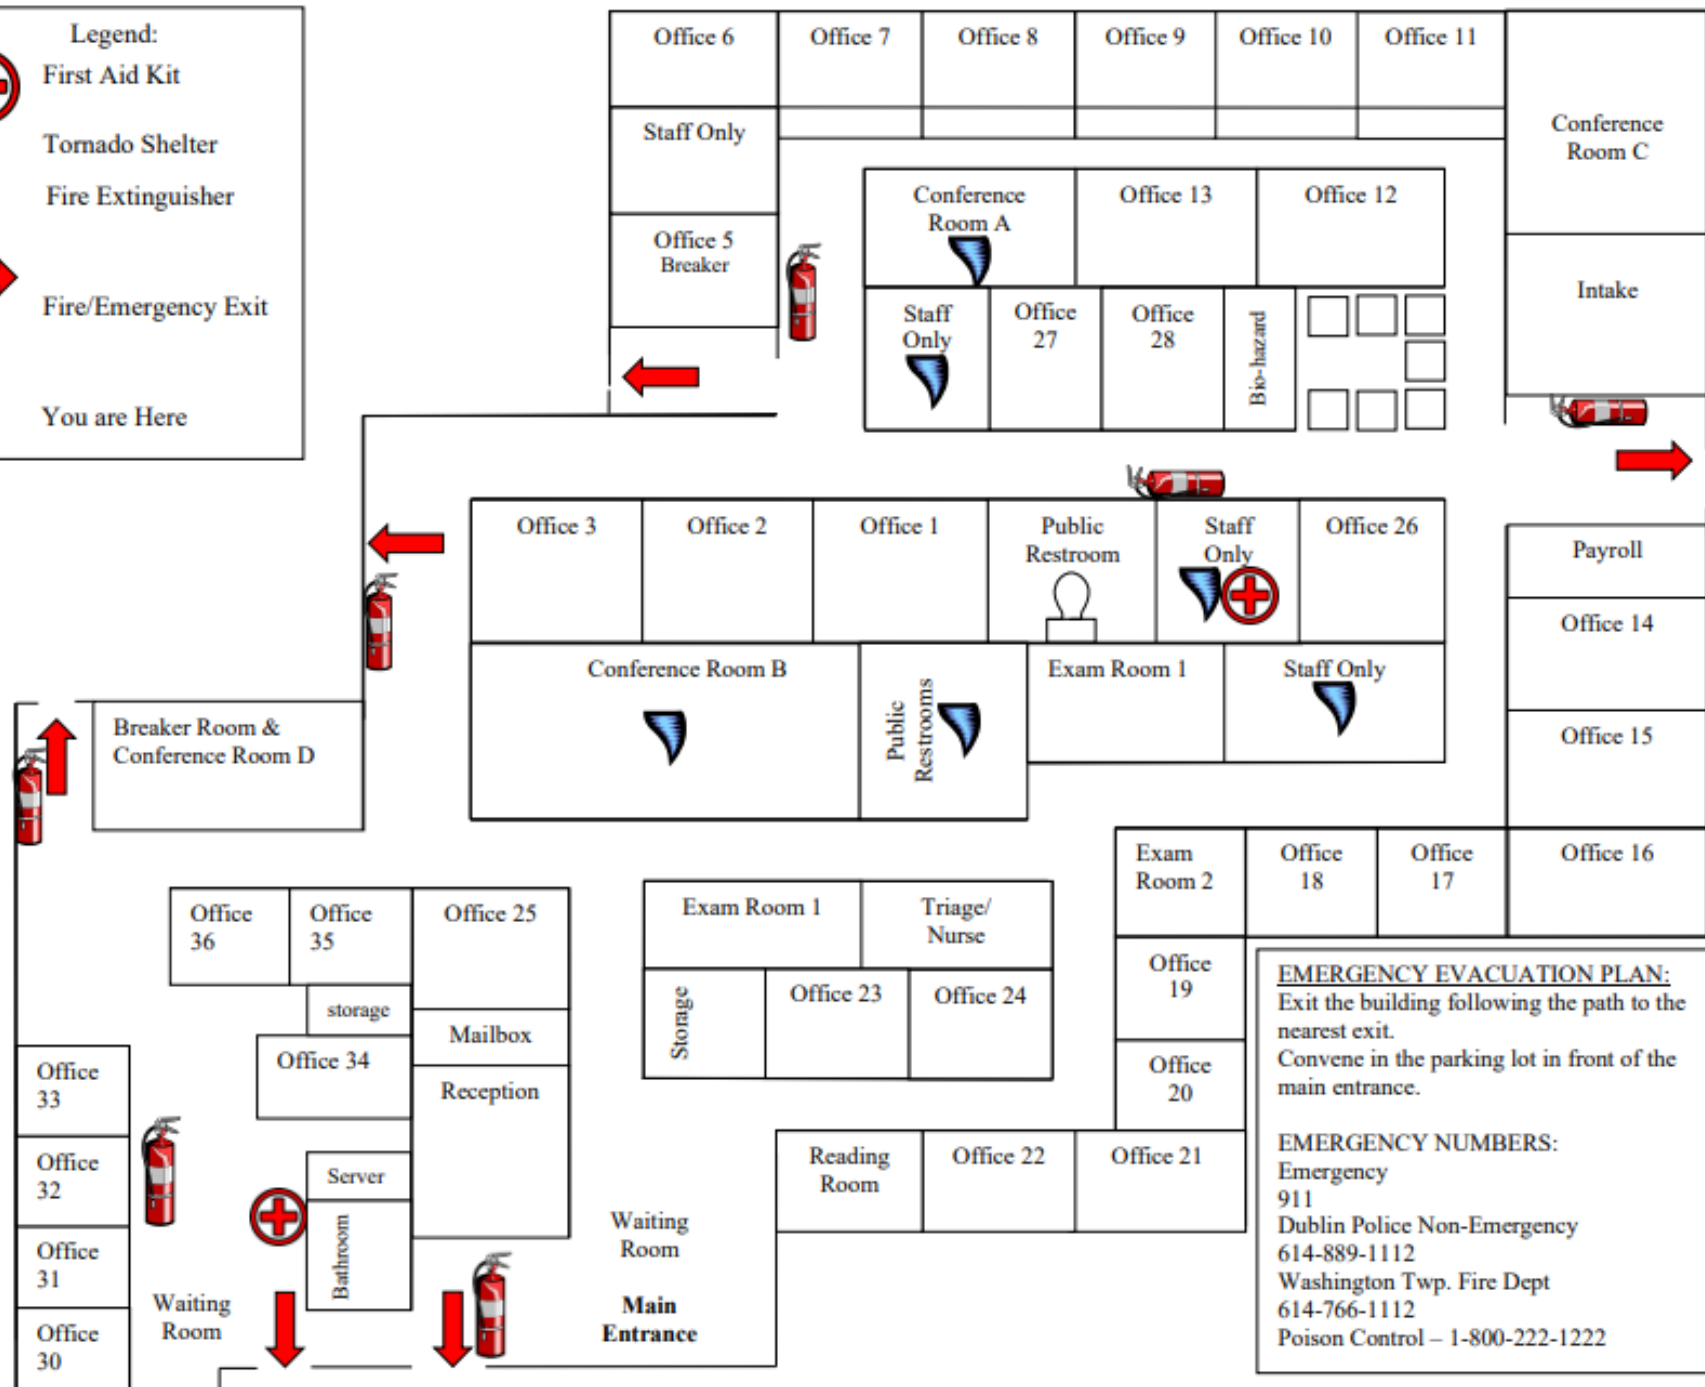 Legend:
First Aid Kit
Tornado Shelter
Fire Extinguisher
Fire/Emergency Exit
You are Here
Office 6
Office 7
Office 8
Office 9
Office 10
Office 11
Staff Only
Conference
Room C
Office 5
Breaker
Conference
Room A
Office 13
Office 12
Staff
Only
Office
27
Office
28
Bio-hazard
Intake
Office 3
Office 2
Office 1
Public
Restroom
Staff
Only
Office 26
Payroll
Office 14
Office 15
Conference Room B
Public
Restrooms
Exam Room 1
Staff Only
Breaker Room &
Conference Room D
Exam
Room 2
Office
18
Office
17
Office 16
Office
36
Office
35
Office 25
storage
Mailbox
Office 34
Reception
Exam Room 1
Triage/
Nurse
Storage
Office 23
Office 24
Office
19
Office
20
Office
33
Office
32
Office
31
Office
30
Server
Bathroom
Waiting
Room
Waiting
Room
Main
Entrance
Reading
Room
Office 22
Office 21
EMERGENCY EVACUATION PLAN:
Exit the building following the path to the
nearest exit.
Convene in the parking lot in front of the
main entrance.
EMERGENCY NUMBERS:
Emergency
911
Dublin Police Non-Emergency
614-889-1112
Washington Twp. Fire Dept
614-766-1112
Poison Control – 1-800-222-1222